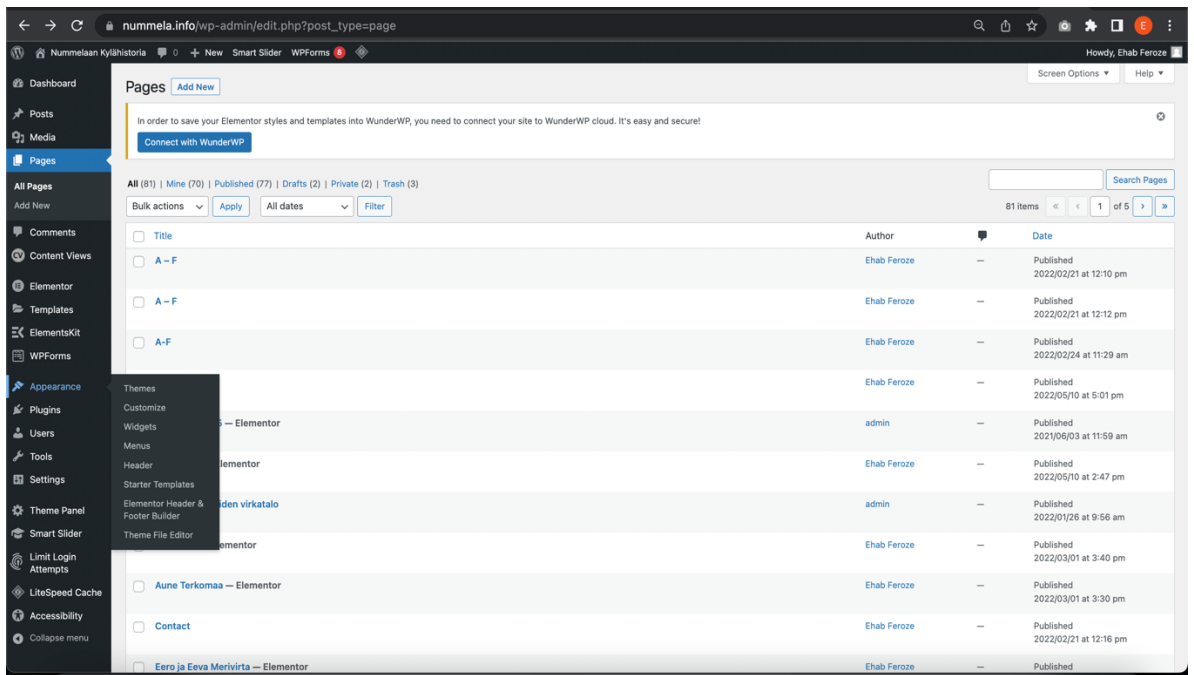 nummela.info/wp-admin/edit.php?post_type=page
E
Nummelaan Kylähistoria 0 + New Smart Slider WPForms 8
Howdy, Ehab Feroze
Dashboard
Posts
Media
Pages
All Pages
Add New
Comments
Content Views
Elementor
Templates
ElementsKit
WPForms
Appearance
Plugins
Users
Tools
Settings
Theme Panel
Smart Slider
Limit Login
Attempts
LiteSpeed Cache
Accessibility
Collapse menu
Themes
Customize
Widgets
Menus
Header
Starter Templates
Elementor Header &
Footer Builder
Theme File Editor
Screen Options Help
Pages Add New
In order to save your Elementor styles and templates into WunderWP, you need to connect your site to WunderWP cloud. It's easy and secure!
Connect with WunderWP
All (81) | Mine (70) | Published (77) | Drafts (2) | Private (2) | Trash (3)
Search Pages
Bulk actions Apply All dates Filter
81 items « ‹ 1 of 5 › »
Title Author Date
A – F Ehab Feroze — Published
2022/02/21 at 12:10 pm
A – F Ehab Feroze — Published
2022/02/21 at 12:12 pm
A-F Ehab Feroze — Published
2022/02/24 at 11:29 am
Ehab Feroze — Published
2022/05/10 at 5:01 pm
— Elementor admin — Published
2021/06/03 at 11:59 am
lementor Ehab Feroze — Published
2022/05/10 at 2:47 pm
iden virkatalo admin — Published
2022/01/26 at 9:56 am
ementor Ehab Feroze — Published
2022/03/01 at 3:40 pm
Aune Terkomaa — Elementor Ehab Feroze — Published
2022/03/01 at 3:30 pm
Contact Ehab Feroze — Published
2022/02/21 at 12:16 pm
Eero ja Eeva Merivirta — Elementor Ehab Feroze — Published